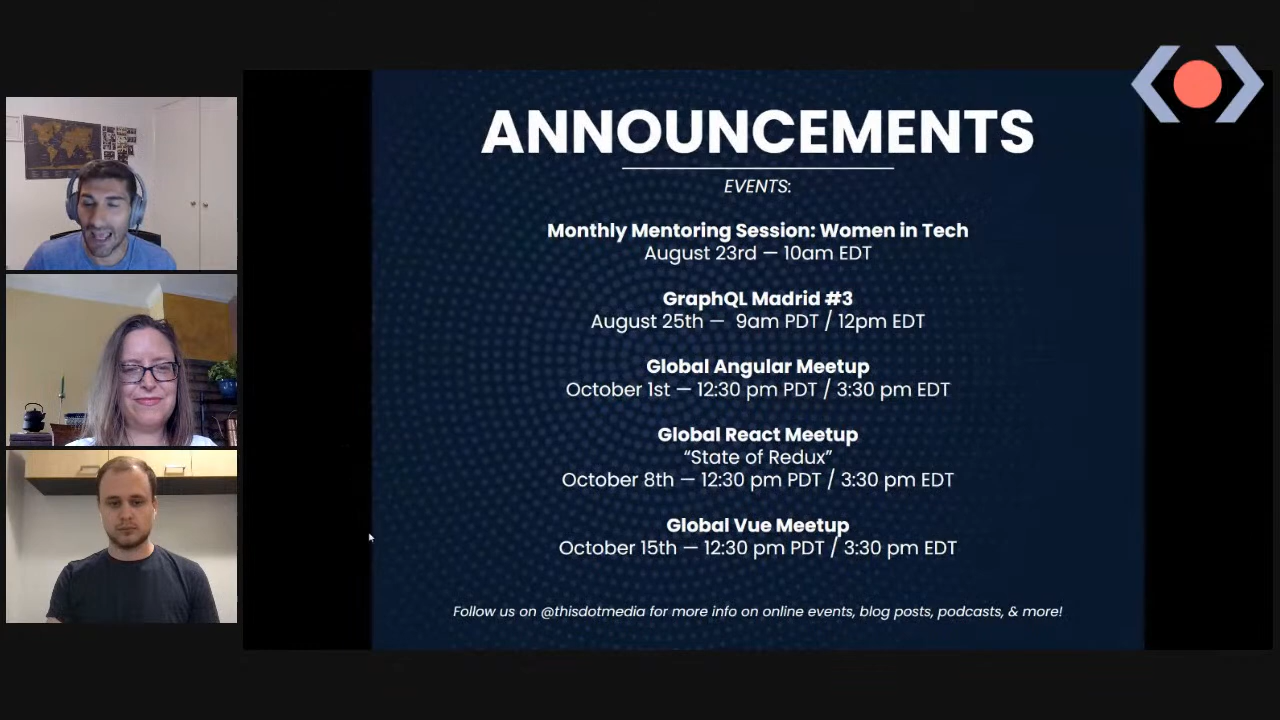 ANNOUNCEMENTS
EVENTS:
Monthly Mentoring Session: Women in Tech
August 23rd — 10am EDT
GraphQL Madrid #3
August 25th — 9am PDT / 12pm EDT
Global Angular Meetup
October 1st — 12:30 pm PDT / 3:30 pm EDT
Global React Meetup
“State of Redux”
October 8th — 12:30 pm PDT / 3:30 pm EDT
Global Vue Meetup
October 15th — 12:30 pm PDT / 3:30 pm EDT
Follow us on @thisdotmedia for more info on online events, blog posts, podcasts, & more!